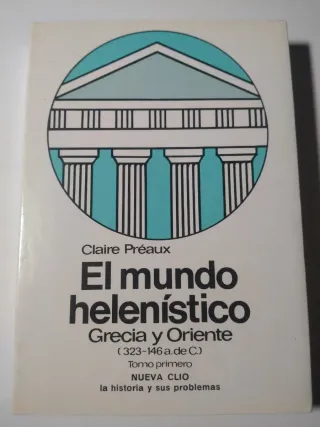 Claire Préaux
El mundo
helenístico
Grecia y Oriente
(323-146 a. de C.)
Tomo primero
NUEVA CLIO
la historia y sus problemas